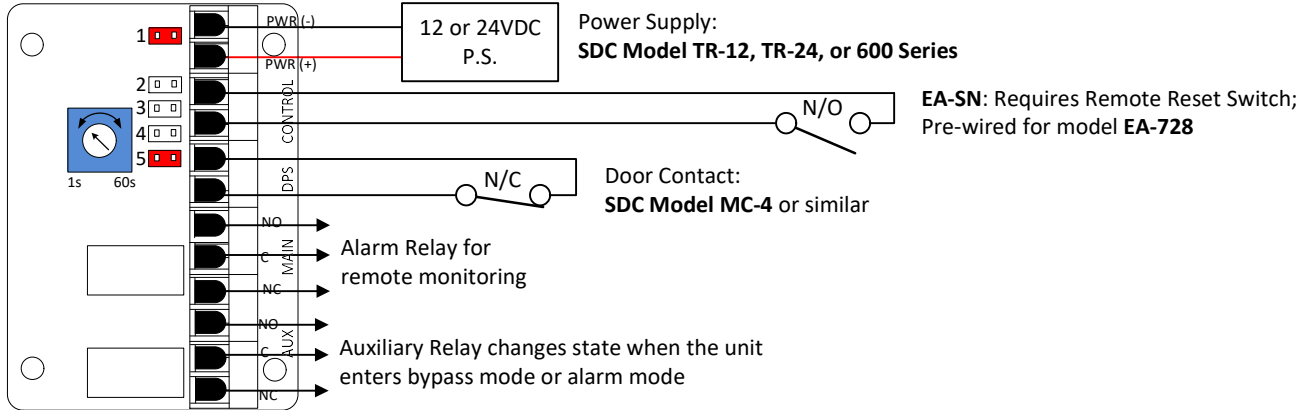 PWR (-)
1
12 or 24VDC
P.S.
Power Supply:
SDC Model TR-12, TR-24, or 600 Series
PWR (+)
2
3
4
5
1s
60s
CONTROL
N/O
EA-SN: Requires Remote Reset Switch;
Pre-wired for model EA-728
DPS
N/C
Door Contact:
SDC Model MC-4 or similar
NO
C
NC
MAIN
Alarm Relay for
remote monitoring
NO
C
NC
AUX
Auxiliary Relay changes state when the unit
enters bypass mode or alarm mode